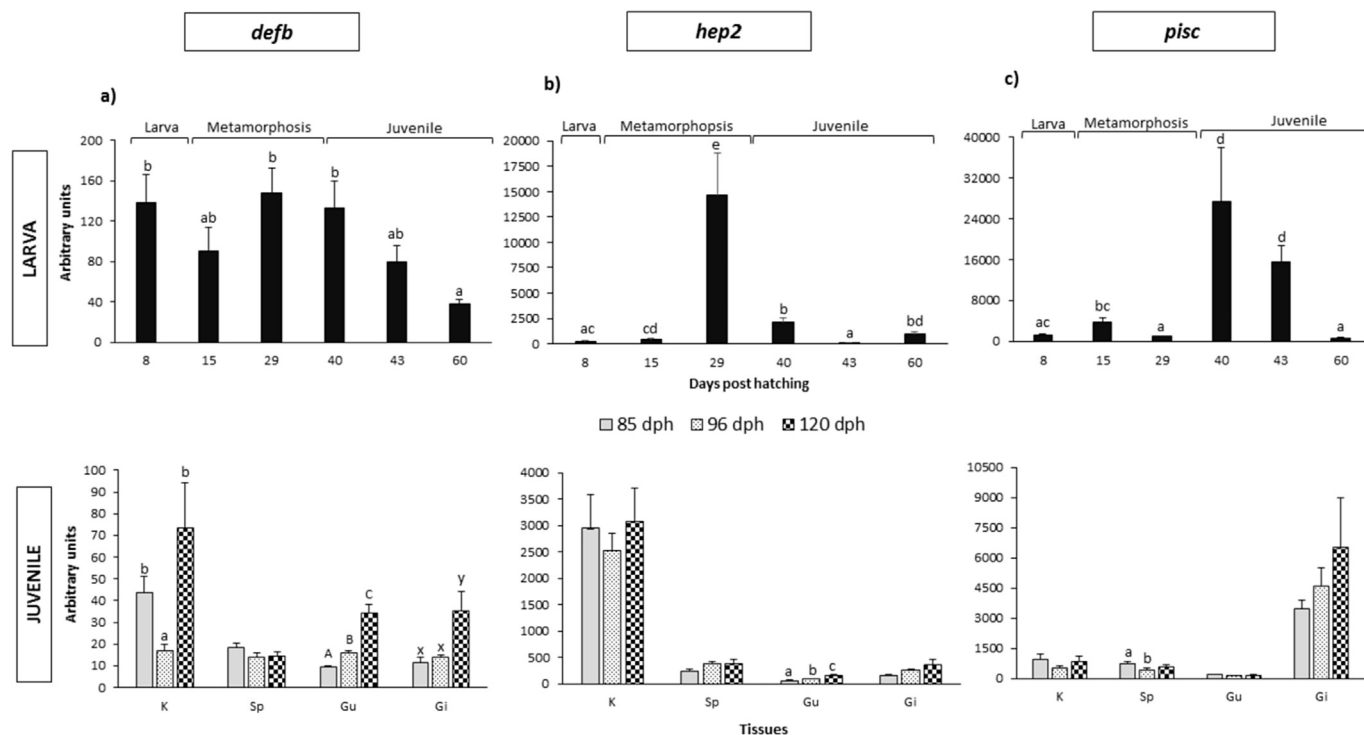 defb
hep2
pisc
a)
b)
c)
LARVA
Arbitrary units
Larva Metamorphosis Juvenile
200
160
120
80
40
0
b
ab
b
b
ab
a
8 15 29 40 43 60
Larva Metamorphopsis Juvenile
20000
17500
15000
12500
10000
7500
5000
2500
0
ac
cd
e
b
a
bd
8 15 29 40 43 60
Days post hatching
Larva Metamorphosis Juvenile
40000
32000
24000
16000
8000
0
ac
bc
a
d
d
a
8 15 29 40 43 60
85 dph 96 dph 120 dph
JUVENILE
Arbitrary units
100
90
80
70
60
50
40
30
20
10
0
b
a
b
A
B
c
x
x
y
K Sp Gu Gi
4000
3500
3000
2500
2000
1500
1000
500
0
a
b
c
K Sp Gu Gi
Tissues
10500
9000
7500
6000
4500
3000
1500
0
a
b
K Sp Gu Gi